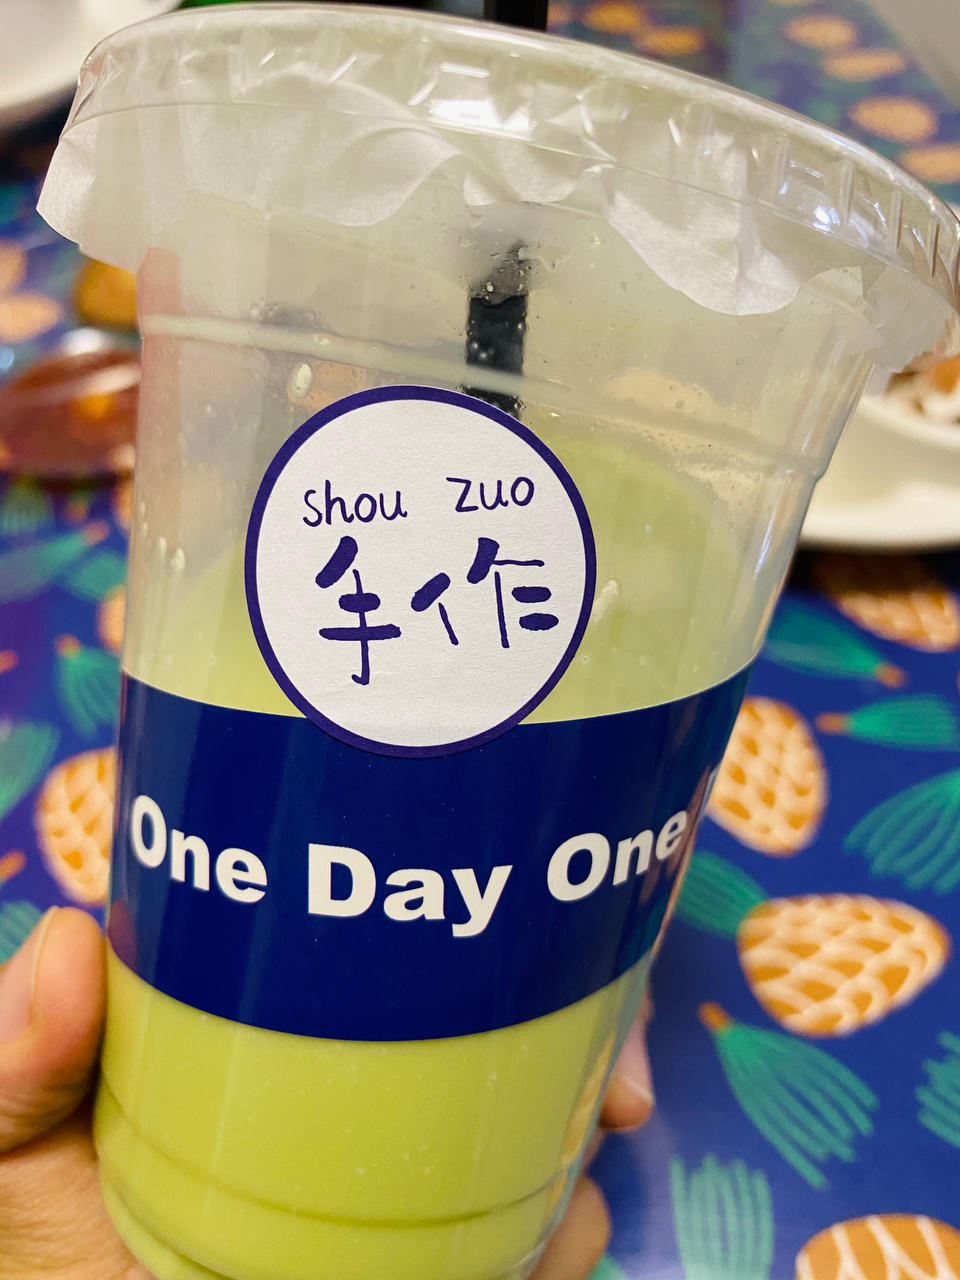 shou zuo
手作
One Day One